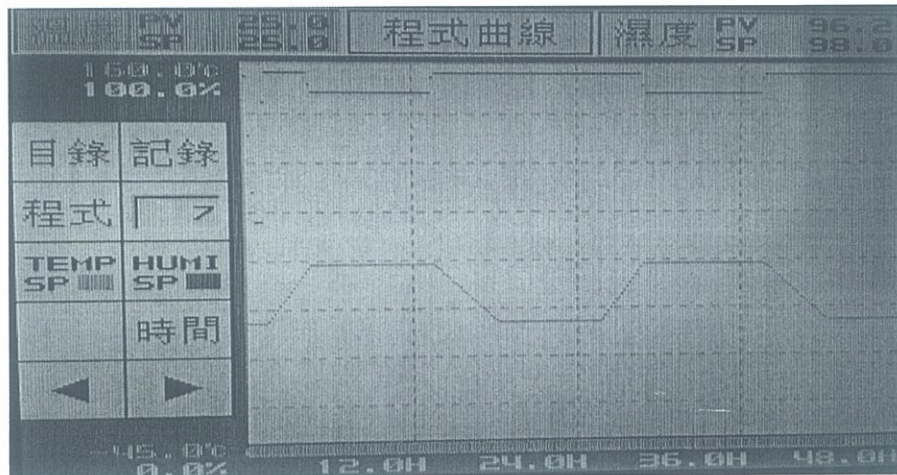 溫度 PV 25.0 程式曲線 濕度 PV 96.2
SP 25.0 SP 98.0
160.0℃
100.0%
目錄 記錄
程式 7
TEMP SP HUMI SP
時間
-45.0℃
0.0% 12.0H 24.0H 36.0H 48.0H